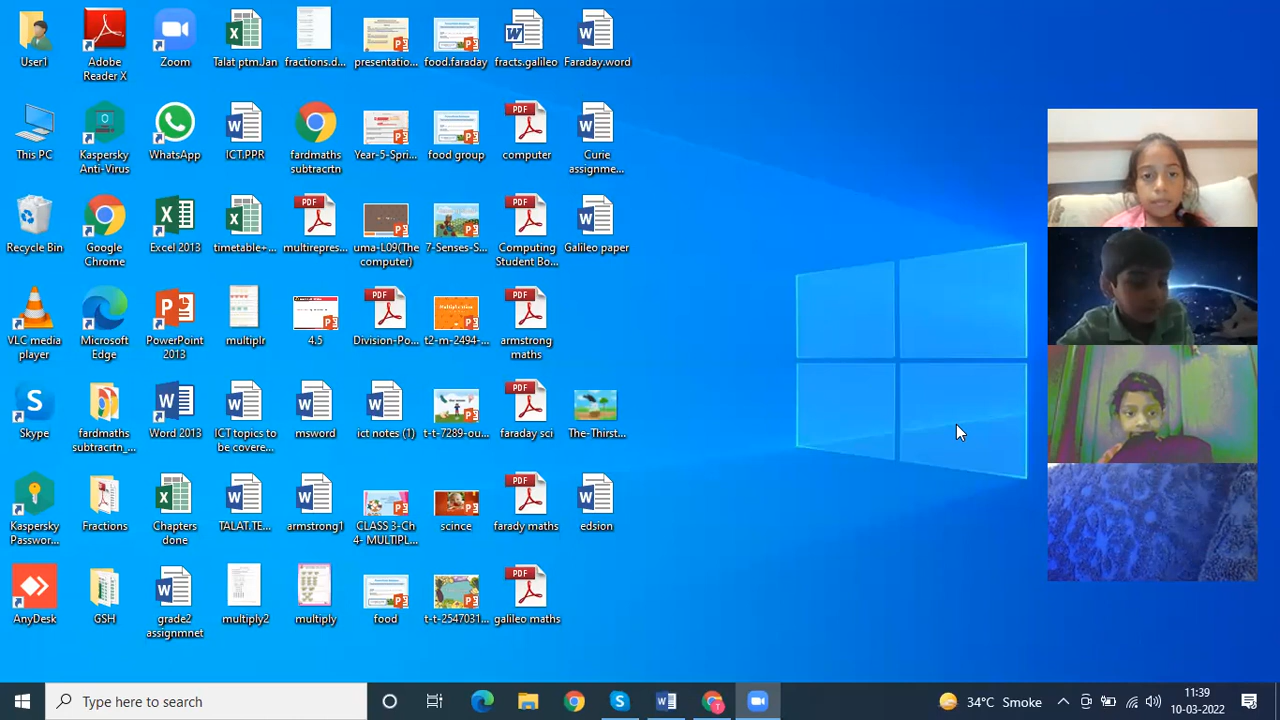 User1
Adobe
Reader X
Zoom
Talat ptm.Jan
fractions.d...
presentatio...
food.faraday
fracts.galileo
Faraday.word
This PC
Kaspersky
Anti-Virus
WhatsApp
ICT.PPR
fardmaths
subtracrtn
Year-5-Spri...
food group
computer
Curie
assignme...
Recycle Bin
Google
Chrome
Excel 2013
timetable+...
multirepres...
uma-L09(The
computer)
7-Senses-S...
Computing
Student Bo...
Galileo paper
VLC media
player
Microsoft
Edge
PowerPoint
2013
multiplr
4.5
Division-Po...
t2-m-2494-...
armstrong
maths
Skype
fardmaths
subtracrtn_...
Word 2013
ICT topics to
be covere...
msword
ict notes (1)
t-t-7289-ou...
faraday sci
The-Thirst...
Kaspersky
Passwor...
Fractions
Chapters
done
TALAT.TE...
armstrong1
CLASS 3-Ch
4- MULTIPL...
scince
farady maths
edsion
AnyDesk
GSH
grade2
assignmnet
multiply2
multiply
food
t-t-2547031...
galileo maths
Type here to search
34°C Smoke
11:39
10-03-2022